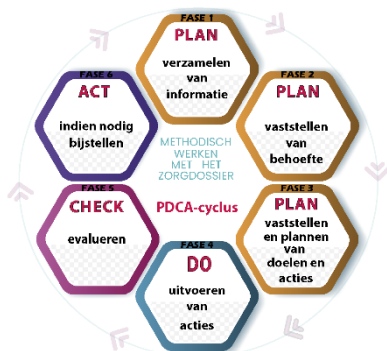 FASE 1
PLAN
verzamelen
van
informatie
FASE 2
PLAN
vaststellen
van
behoefte
FASE 3
PLAN
vaststellen
en plannen
van
doelen en
acties
FASE 4
DO
uitvoeren
van
acties
FASE 5
CHECK
evalueren
FASE 6
ACT
indien nodig
bijstellen
METHODISCH
WERKEN
MET HET
ZORGDOSSIER
PDCA-cyclus